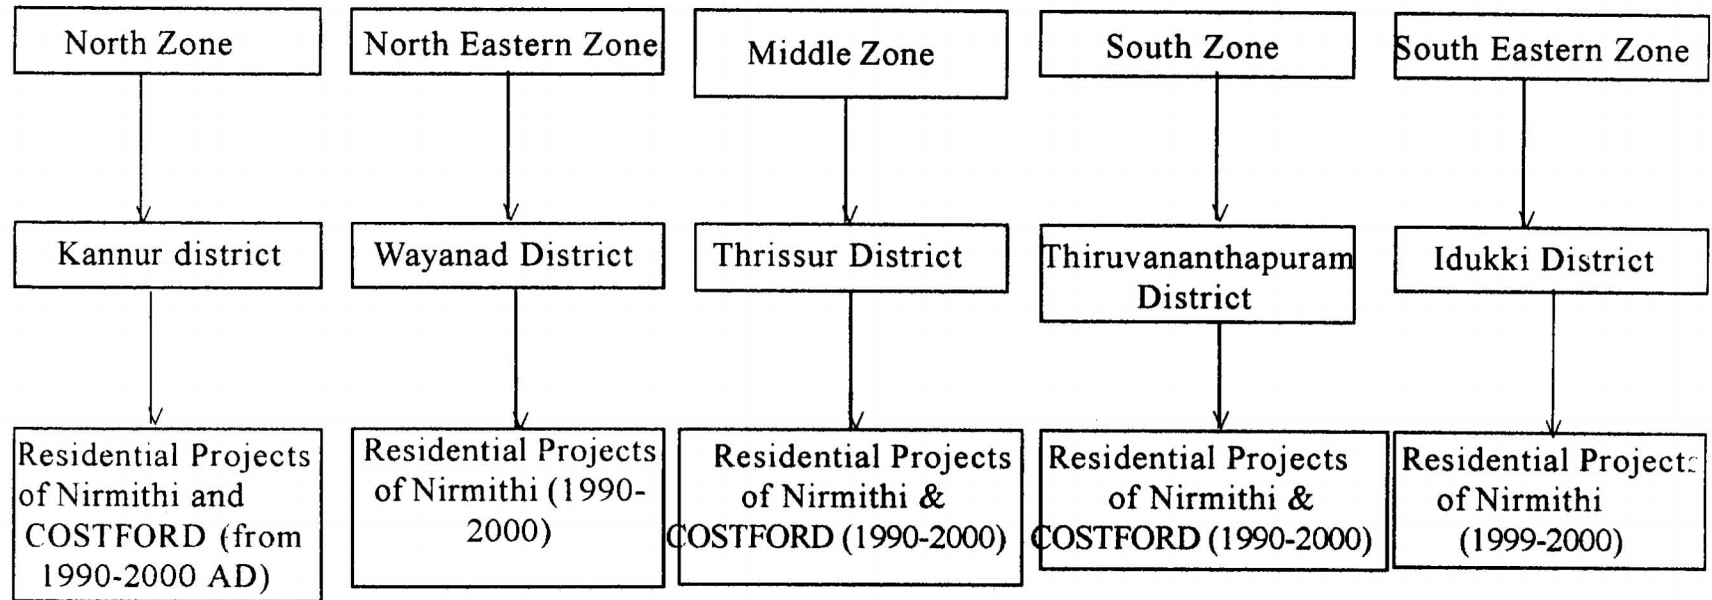 North Zone
North Eastern Zone
Middle Zone
South Zone
South Eastern Zone
Kannur district
Wayanad District
Thrissur District
Thiruvananthapuram
District
Idukki District
Residential Projects
of Nirmithi and
COSTFORD (from
1990-2000 AD)
Residential Projects
of Nirmithi (1990-
2000)
Residential Projects
of Nirmithi &
COSTFORD (1990-2000)
Residential Projects
of Nirmithi &
COSTFORD (1990-2000)
Residential Projects
of Nirmithi
(1999-2000)